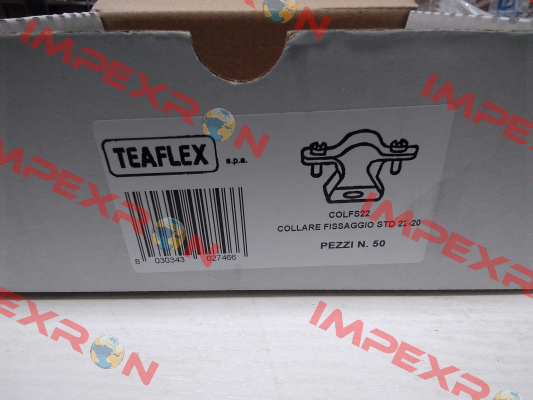 TEAFLEX
s.p.a.
COLFS22
COLLARE FISSAGGIO STD 22-20
PEZZI N. 50
8 030343 027466
IMPEXRON
IMPEXRON
IMPEXRON
IMPEXRON
IMPEXRON
IMPEXRON